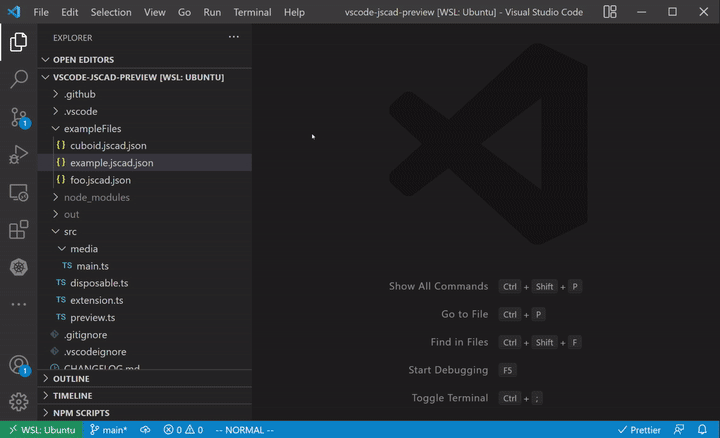 File Edit Selection View Go Run Terminal Help vscode-jscad-preview [WSL: Ubuntu] - Visual Studio Code
EXPLORER ...
OPEN EDITORS
VSCODE-JSCAD-PREVIEW [WSL: UBUNTU]
.github
.vscode
exampleFiles
{} cuboid.jscad.json
{} example.jscad.json
{} foo.jscad.json
node_modules
out
src
media
TS main.ts
TS disposable.ts
TS extension.ts
TS preview.ts
.gitignore
.vscodeignore
CHANGELOG.md
OUTLINE
TIMELINE
NPM SCRIPTS
1
1
Show All Commands Ctrl + Shift + P
Go to File Ctrl + P
Find in Files Ctrl + Shift + F
Start Debugging F5
Toggle Terminal Ctrl + ;
WSL: Ubuntu main* 0 0 -- NORMAL -- Prettier